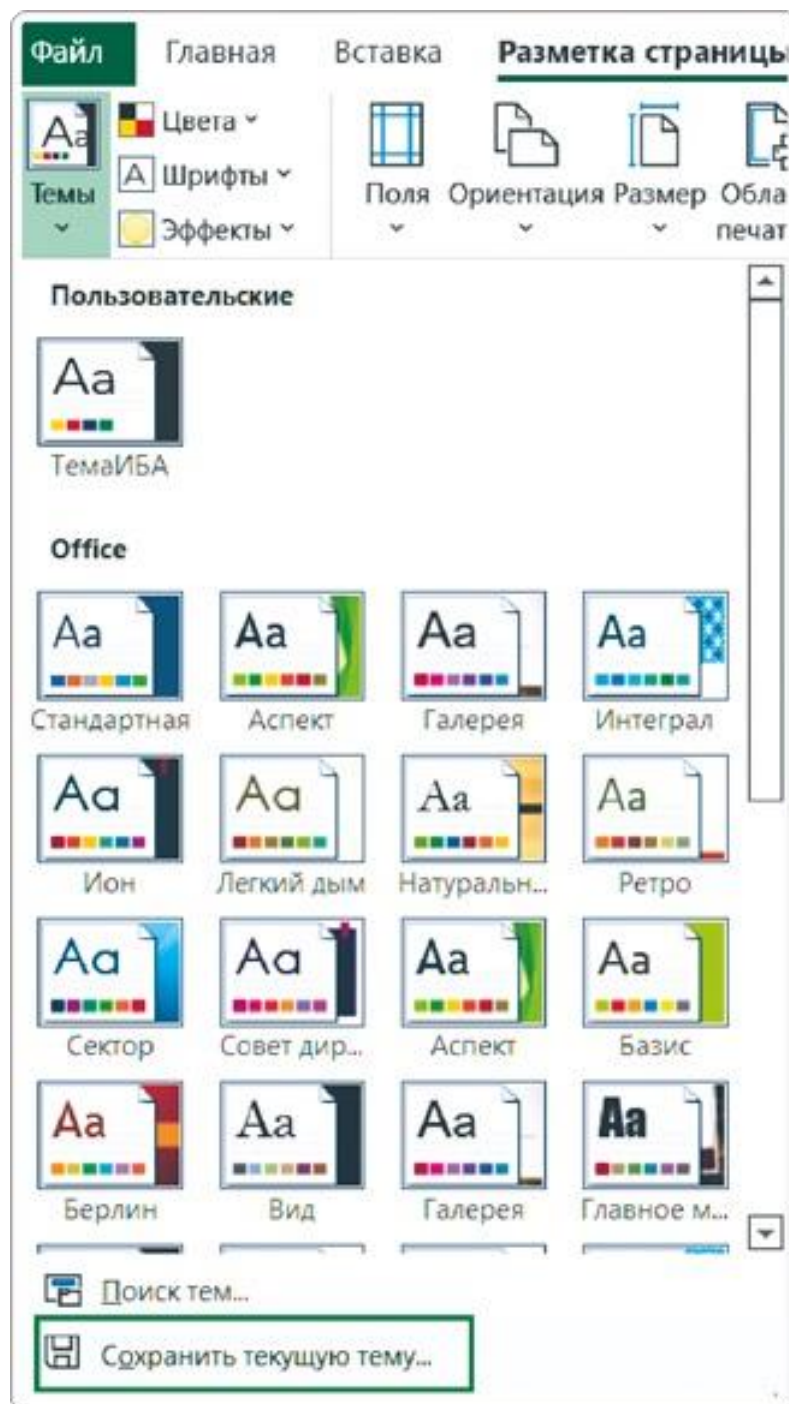 Файл Главная Вставка Разметка страницы
Aa Цвета
Шрифты
Темы Эффекты Поля Ориентация Размер Обла
печат
Пользовательские
Aa
ТемаИБА
Office
Aa Aa Aa Aa
Стандартная Аспект Галерея Интеграл
Aa Aa Aa Aa
Ион Легкий дым Натуральн... Ретро
Aa Aa Aa Aa
Сектор Совет дир... Аспект Базис
Aa Aa Aa Aa
Берлин Вид Галерея Главное м...
Поиск тем...
Сохранить текущую тему...